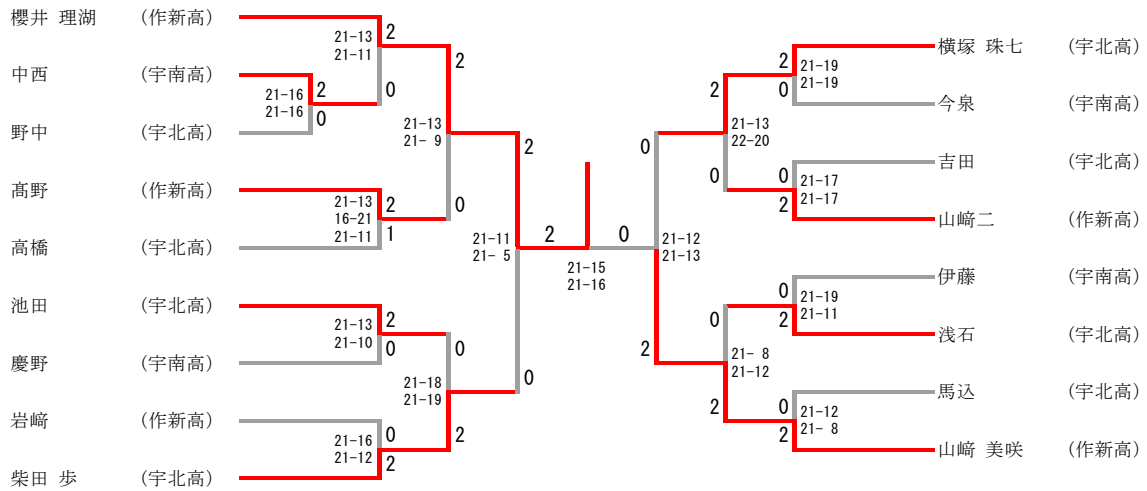 櫻井 理湖 (作新高)
中西 (宇南高)
野中 (宇北高)
髙野 (作新高)
高橋 (宇北高)
池田 (宇北高)
慶野 (宇南高)
岩﨑 (作新高)
柴田 歩 (宇北高)
21-13 2
21-11
0
21-16 2
21-16 0
2
21-13
21- 9
0
21-13 2
16-21
21-11 1
2
21-11
21- 5
0
21-13 2
21-10 0
0
21-18
21-19
2
21-16 0
21-12 2
2 0
21-15
21-16
横塚 珠七 (宇北高)
今泉 (宇南高)
吉田 (宇北高)
山﨑二 (作新高)
伊藤 (宇南高)
浅石 (宇北高)
馬込 (宇北高)
山﨑 美咲 (作新高)
2 21-19
0 21-19
2
21-13
22-20
0
0 21-17
2 21-17
0
21-12
21-13
2
0 21-19
2 21-11
0
21- 8
21-12
2
0 21-12
2 21- 8